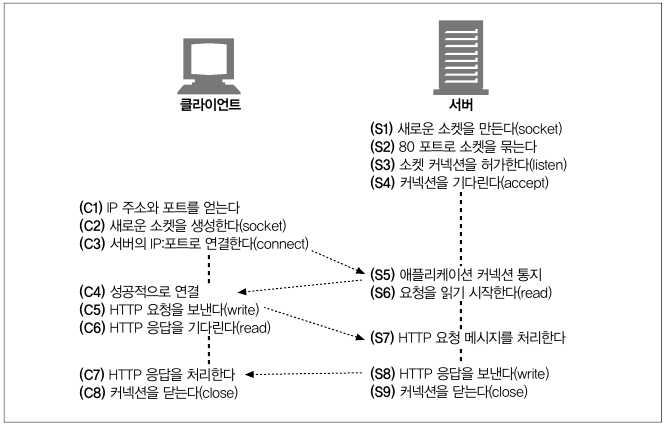 클라이언트
서버
(S1) 새로운 소켓을 만든다(socket)
(S2) 80 포트로 소켓을 묶는다
(S3) 소켓 커넥션을 허가한다(listen)
(S4) 커넥션을 기다린다(accept)
(C1) IP 주소와 포트를 얻는다
(C2) 새로운 소켓을 생성한다(socket)
(C3) 서버의 IP:포트로 연결한다(connect)
(S5) 애플리케이션 커넥션 통지
(S6) 요청을 읽기 시작한다(read)
(C4) 성공적으로 연결
(C5) HTTP 요청을 보낸다(write)
(C6) HTTP 응답을 기다린다(read)
(S7) HTTP 요청 메시지를 처리한다
(C7) HTTP 응답을 처리한다
(C8) 커넥션을 닫는다(close)
(S8) HTTP 응답을 보낸다(write)
(S9) 커넥션을 닫는다(close)